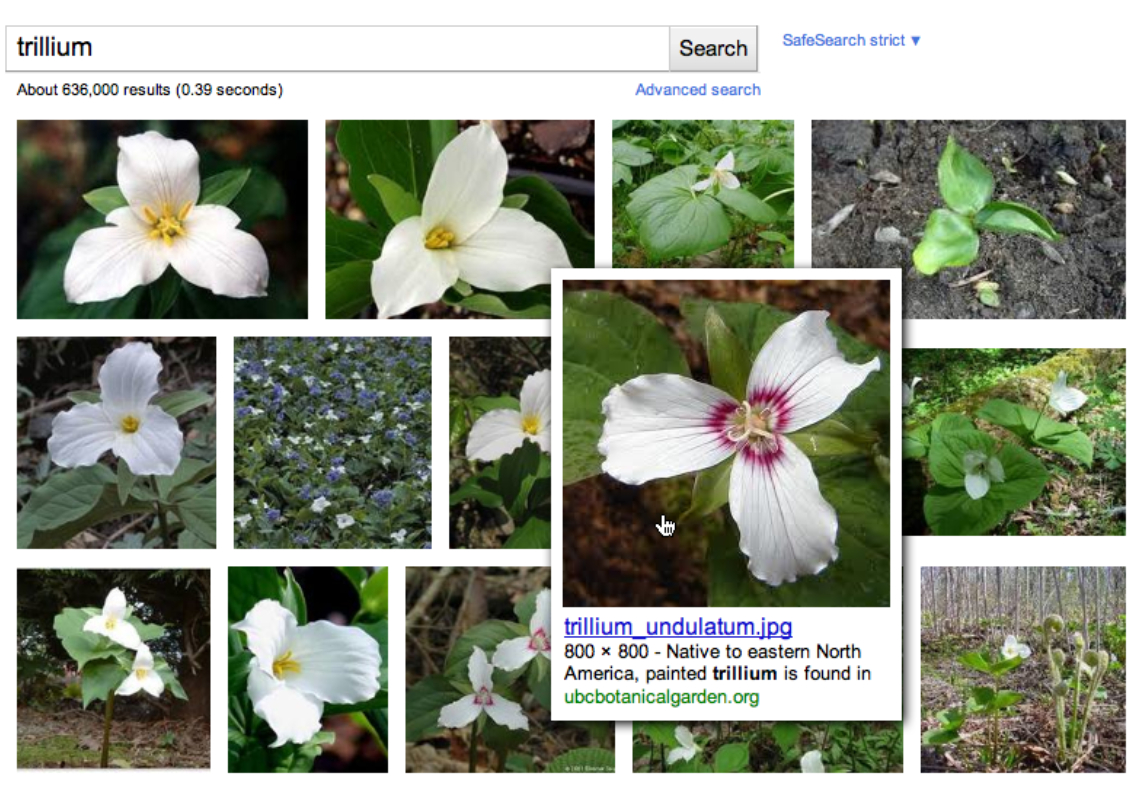 trillium
Search
SafeSearch strict ▼
About 636,000 results (0.39 seconds)
Advanced search
trillium_undulatum.jpg
800 × 800 - Native to eastern North
America, painted trillium is found in
ubcbotanicalgarden.org